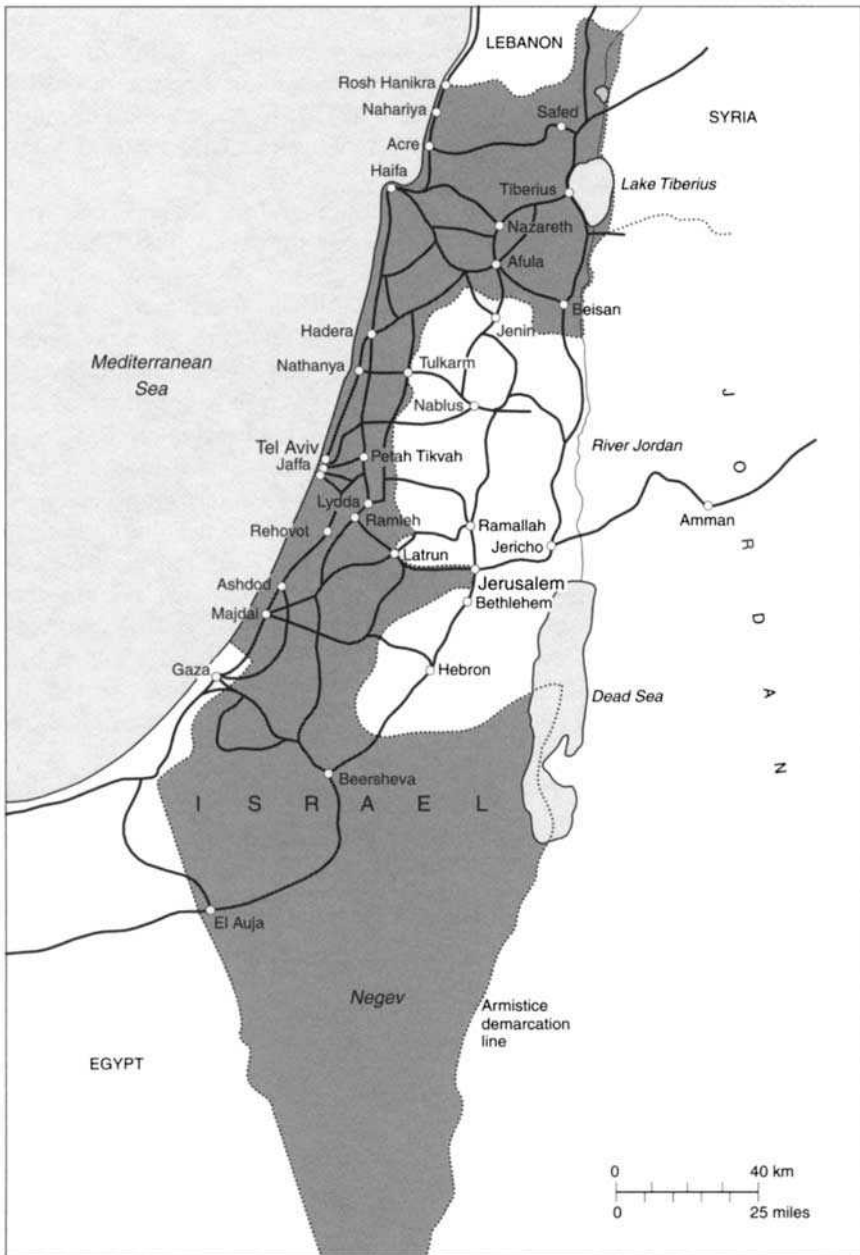 LEBANON
Rosh Hanikra
Nahariya
Safed
SYRIA
Acre
Haifa
Tiberius
Lake Tiberius
Nazareth
Afula
Beisan
Hadera
Jenin
Mediterranean
Sea
Nathanya
Tulkarm
Nablus
Tel Aviv
Jaffa
Petah Tikvah
River Jordan
Lydda
Ramleh
Rehovot
Ramallah
Amman
Latrun
Jericho
Jerusalem
Ashdod
Bethlehem
Majdal
Gaza
Hebron
Dead Sea
JORDAN
Beersheva
ISRAEL
El Auja
Negev
Armistice
demarcation
line
EGYPT
0 40 km
0 25 miles